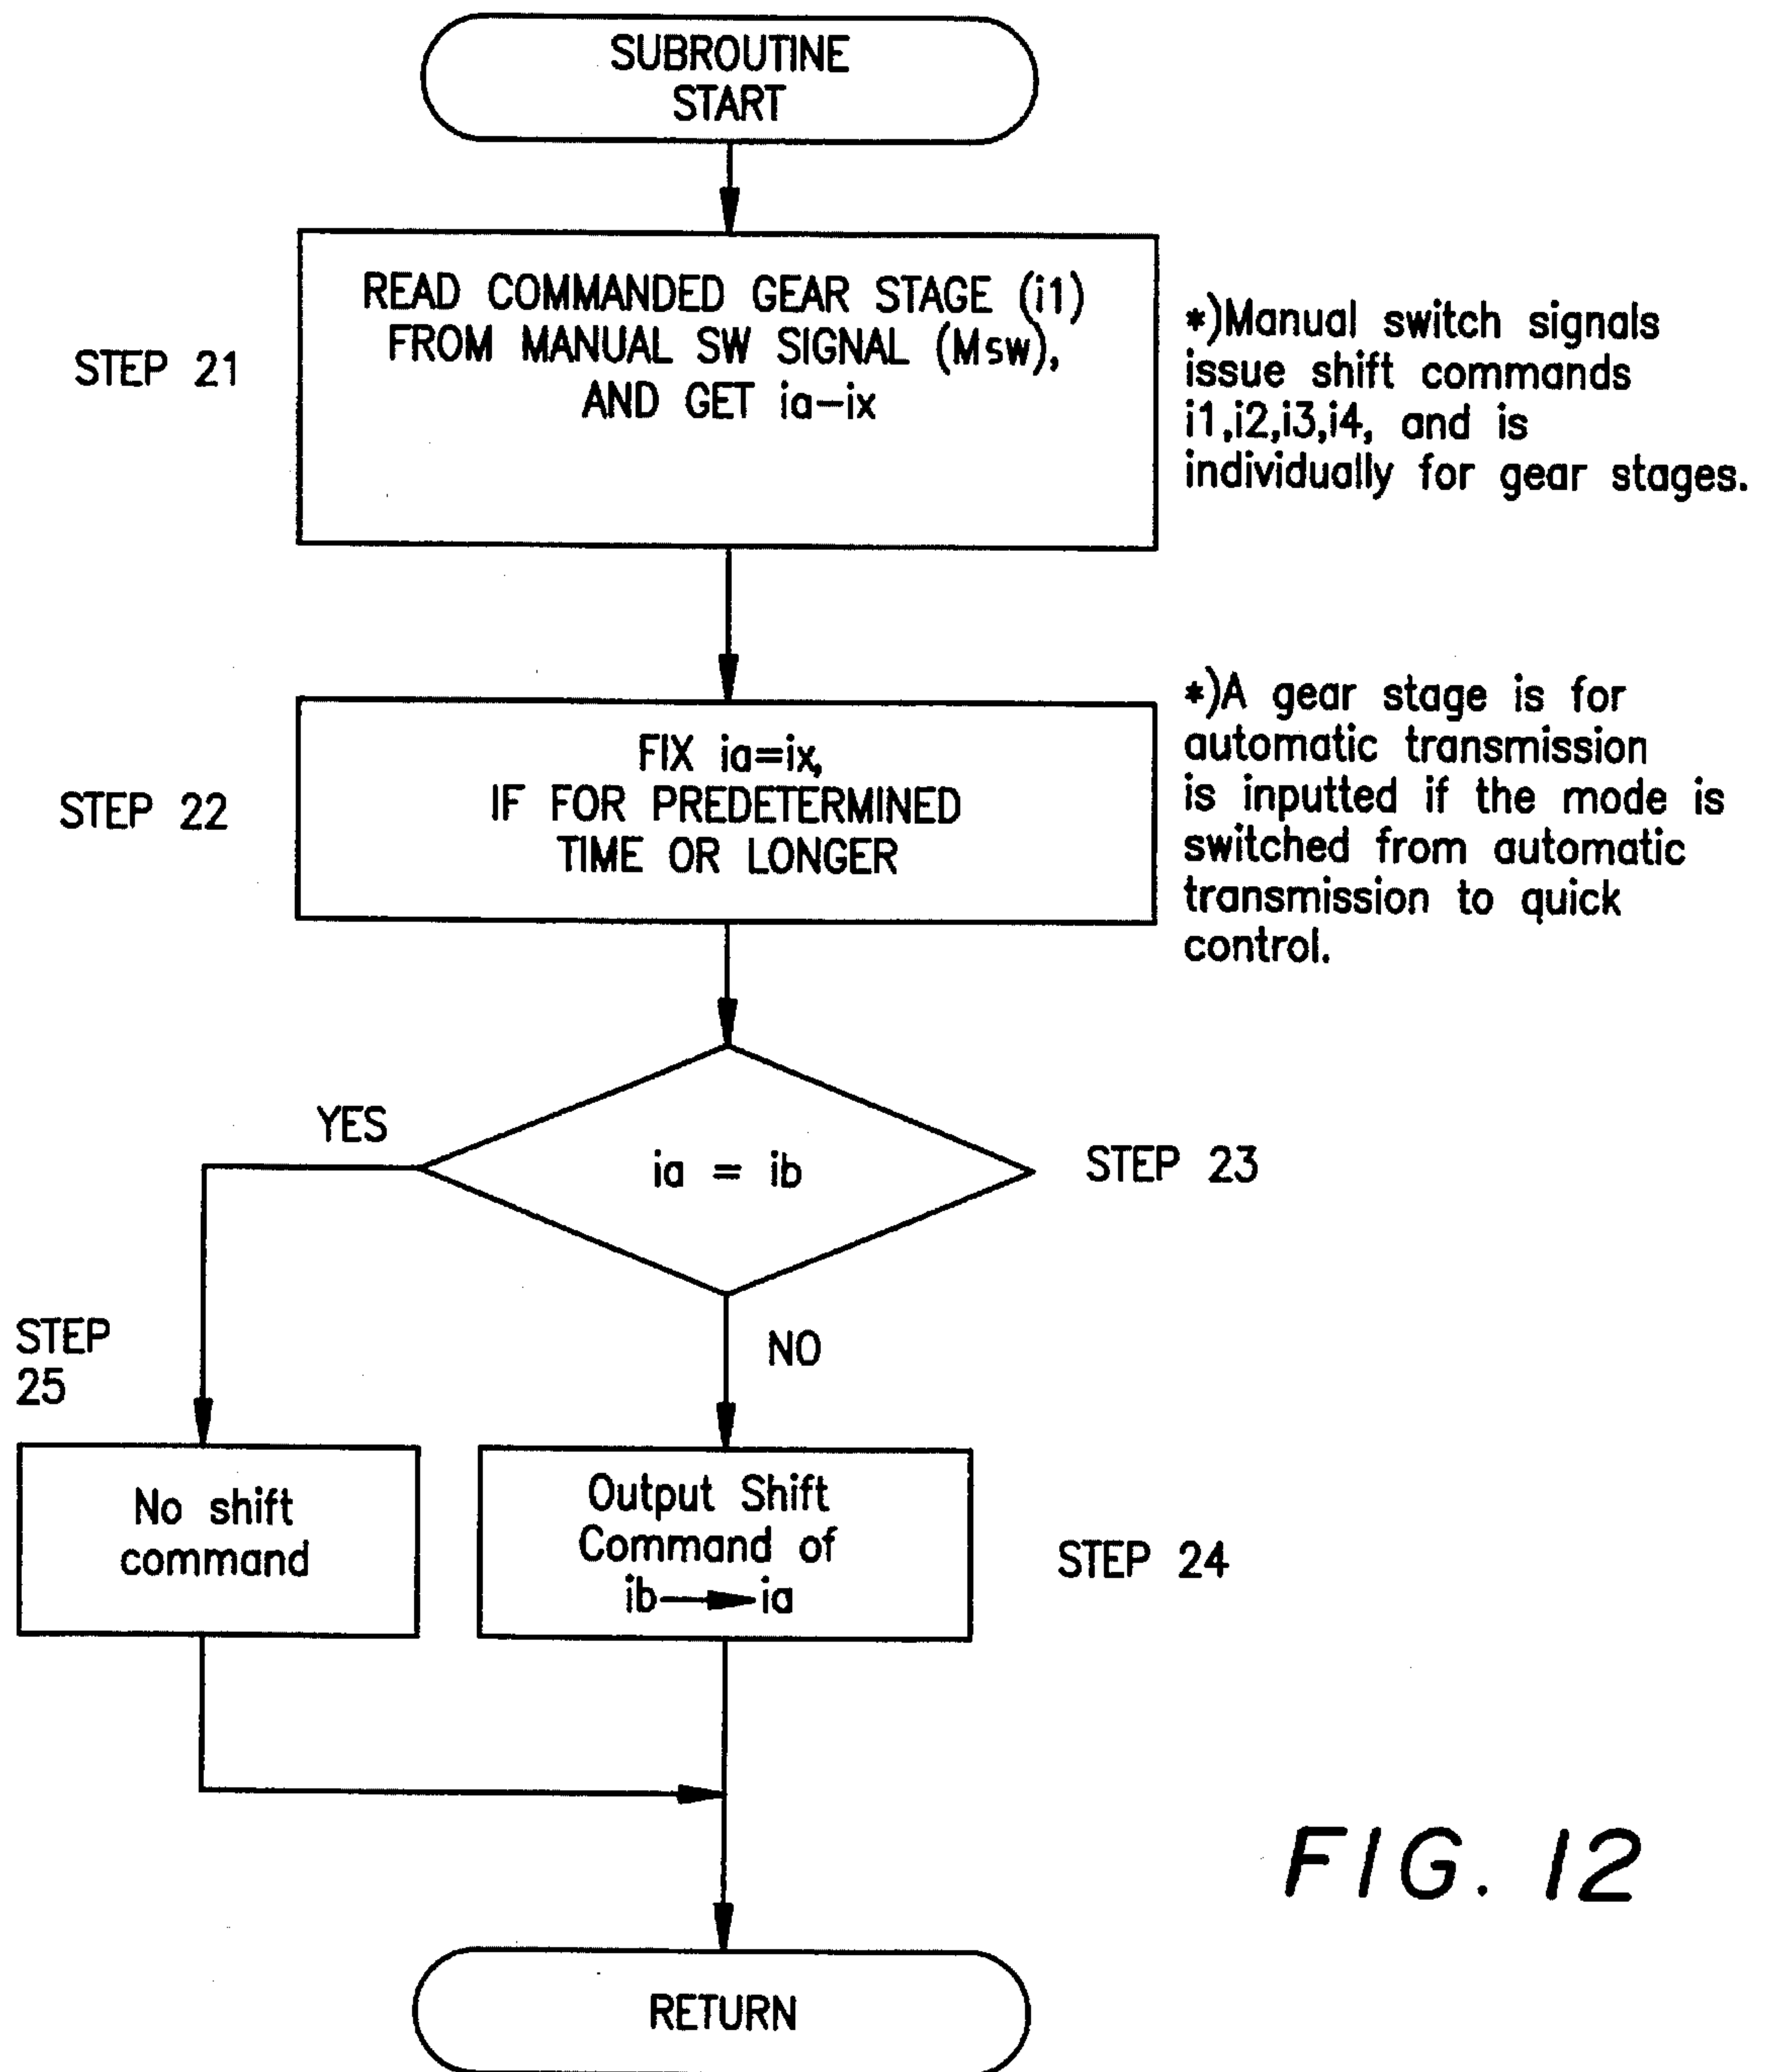 SUBROUTINE
START
STEP 21
READ COMMANDED GEAR STAGE (i1)
FROM MANUAL SW SIGNAL (Msw),
AND GET ia-ix
*)Manual switch signals
issue shift commands
i1,i2,i3,i4, and is
individually for gear stages.
STEP 22
FIX ia=ix,
IF FOR PREDETERMINED
TIME OR LONGER
*)A gear stage is for
automatic transmission
is inputted if the mode is
switched from automatic
transmission to quick
control.
YES
ia = ib
STEP 23
NO
STEP
25
No shift
command
Output Shift
Command of
ib→ia
STEP 24
FIG. 12
RETURN